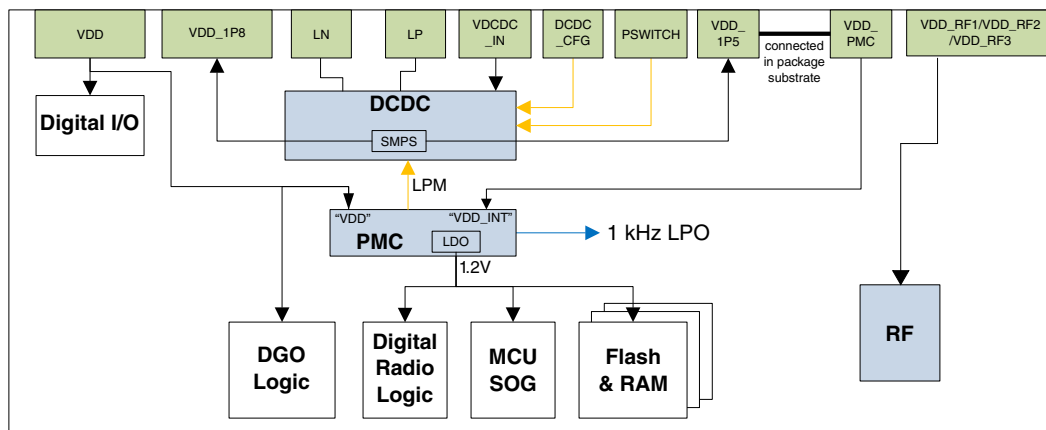 VDD
VDD_1P8
LN
LP
VDCDC
_IN
DCDC
_CFG
PSWITCH
VDD_
1P5
connected
in package
substrate
VDD_
PMC
VDD_RF1/VDD_RF2
/VDD_RF3
Digital I/O
DCDC
SMPS
LPM
"VDD"
"VDD_INT"
PMC
LDO
1 kHz LPO
1.2V
DGO
Logic
Digital
Radio
Logic
MCU
SOG
Flash
& RAM
RF